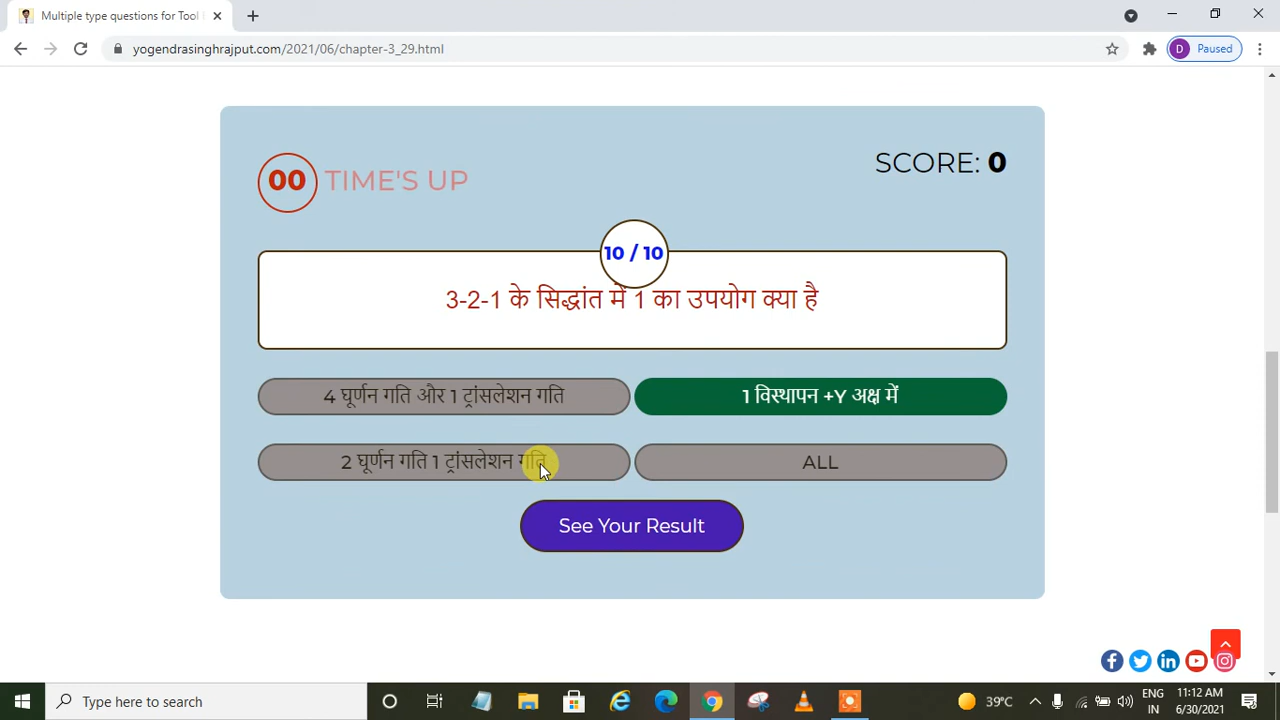 Multiple type questions for Tool
yogendrasinghrajput.com/2021/06/chapter-3_29.html
D Paused
00 TIME'S UP
SCORE: 0
10 / 10
3-2-1 के सिद्धांत में 1 का उपयोग क्या है
4 घूर्णन गति और 1 ट्रांसलेशन गति
1 विस्थापन +Y अक्ष में
2 घूर्णन गति 1 ट्रांसलेशन गति
ALL
See Your Result
Type here to search
39°C
ENG
IN
11:12 AM
6/30/2021